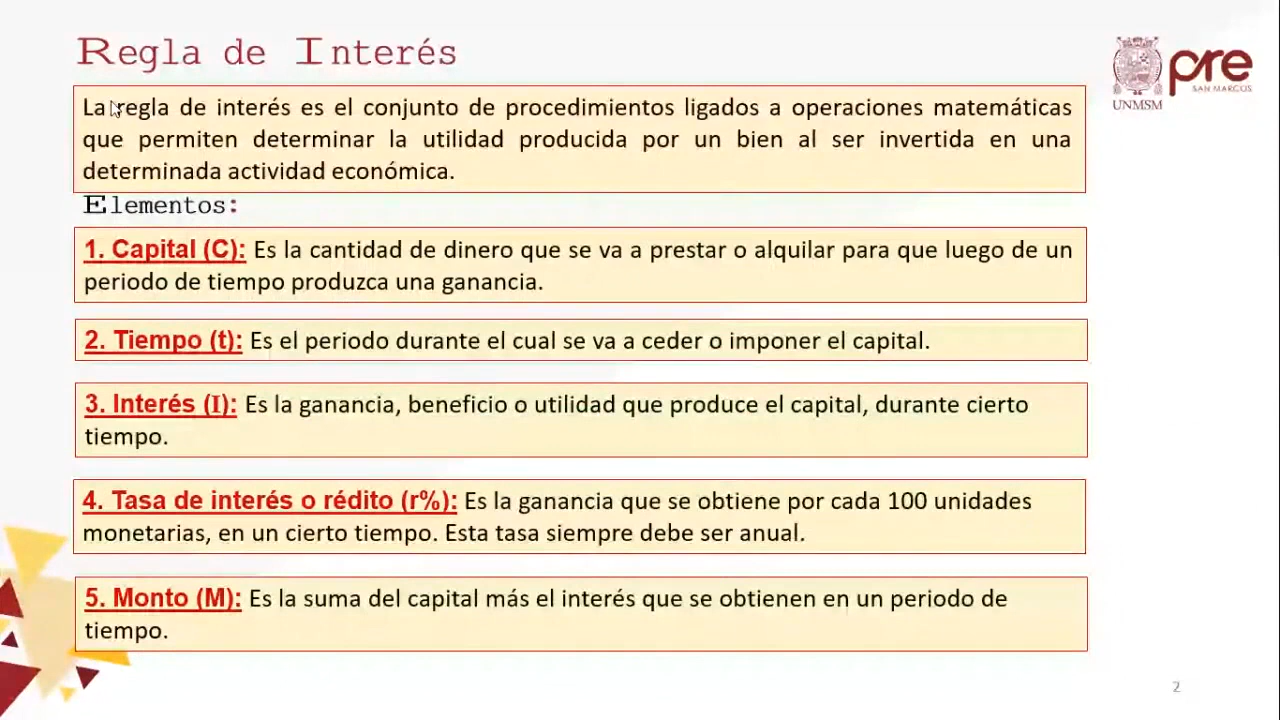 Regla de Interés
La regla de interés es el conjunto de procedimientos ligados a operaciones matemáticas
que permiten determinar la utilidad producida por un bien al ser invertida en una
determinada actividad económica.
Elementos:
1. Capital (C): Es la cantidad de dinero que se va a prestar o alquilar para que luego de un
periodo de tiempo produzca una ganancia.
2. Tiempo (t): Es el periodo durante el cual se va a ceder o imponer el capital.
3. Interés (I): Es la ganancia, beneficio o utilidad que produce el capital, durante cierto
tiempo.
4. Tasa de interés o rédito (r%): Es la ganancia que se obtiene por cada 100 unidades
monetarias, en un cierto tiempo. Esta tasa siempre debe ser anual.
5. Monto (M): Es la suma del capital más el interés que se obtienen en un periodo de
tiempo.
UNMSM
pre
SAN MARCOS
2